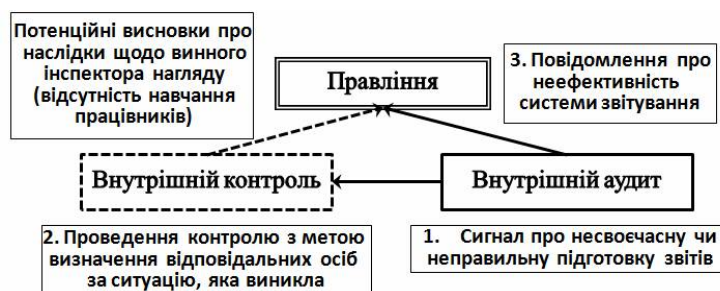 Потенційні висновки про
наслідки щодо винного
інспектора нагляду
(відсутність навчання
працівників)
Правління
3. Повідомлення про
неефективність
системи звітування
Внутрішній контроль
Внутрішній аудит
2. Проведення контролю з метою
визначення відповідальних осіб
за ситуацію, яка виникла
1. Сигнал про несвоєчасну чи
неправильну підготовку звітів